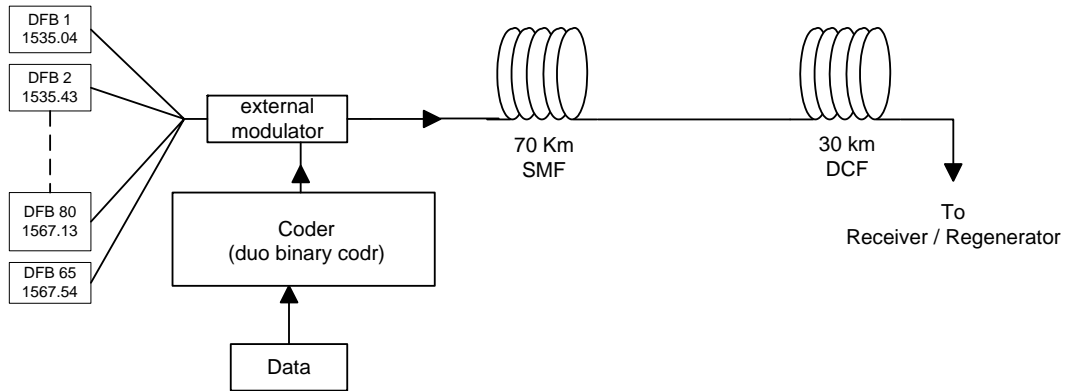 DFB 1
1535.04
DFB 2
1535.43
DFB 80
1567.13
DFB 65
1567.54
external
modulator
Coder
(duo binary codr)
Data
70 Km
SMF
30 km
DCF
To
Receiver / Regenerator